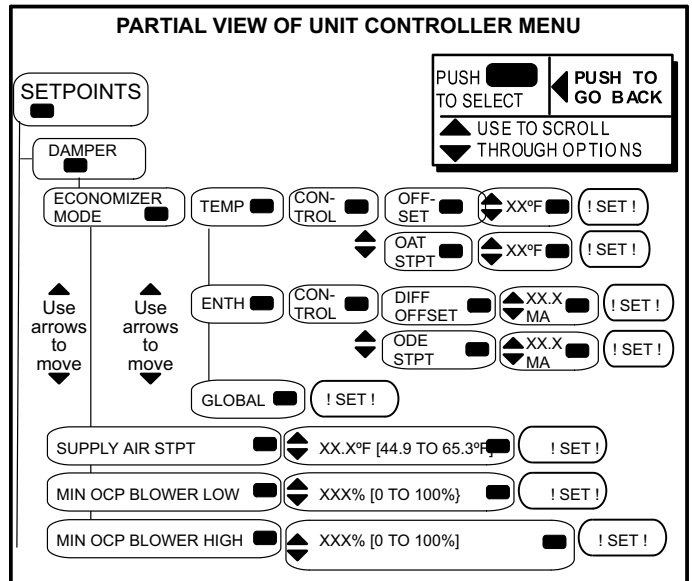 PARTIAL VIEW OF UNIT CONTROLLER MENU
PUSH
TO SELECT
PUSH TO
GO BACK
USE TO SCROLL
THROUGH OPTIONS
SETPOINTS
DAMPER
ECONOMIZER
MODE
TEMP
CON-
TROL
OFF-
SET
XXºF
! SET !
OAT
STPT
XXºF
! SET !
Use
arrows
to
move
Use
arrows
to
move
ENTH
CON-
TROL
DIFF
OFFSET
XX.X
MA
! SET !
ODE
STPT
XX.X
MA
! SET !
GLOBAL
! SET !
SUPPLY AIR STPT
XX.XºF [44.9 TO 65.3ºF]
! SET !
MIN OCP BLOWER LOW
XXX% [0 TO 100%}
! SET !
MIN OCP BLOWER HIGH
XXX% [0 TO 100%]
! SET !